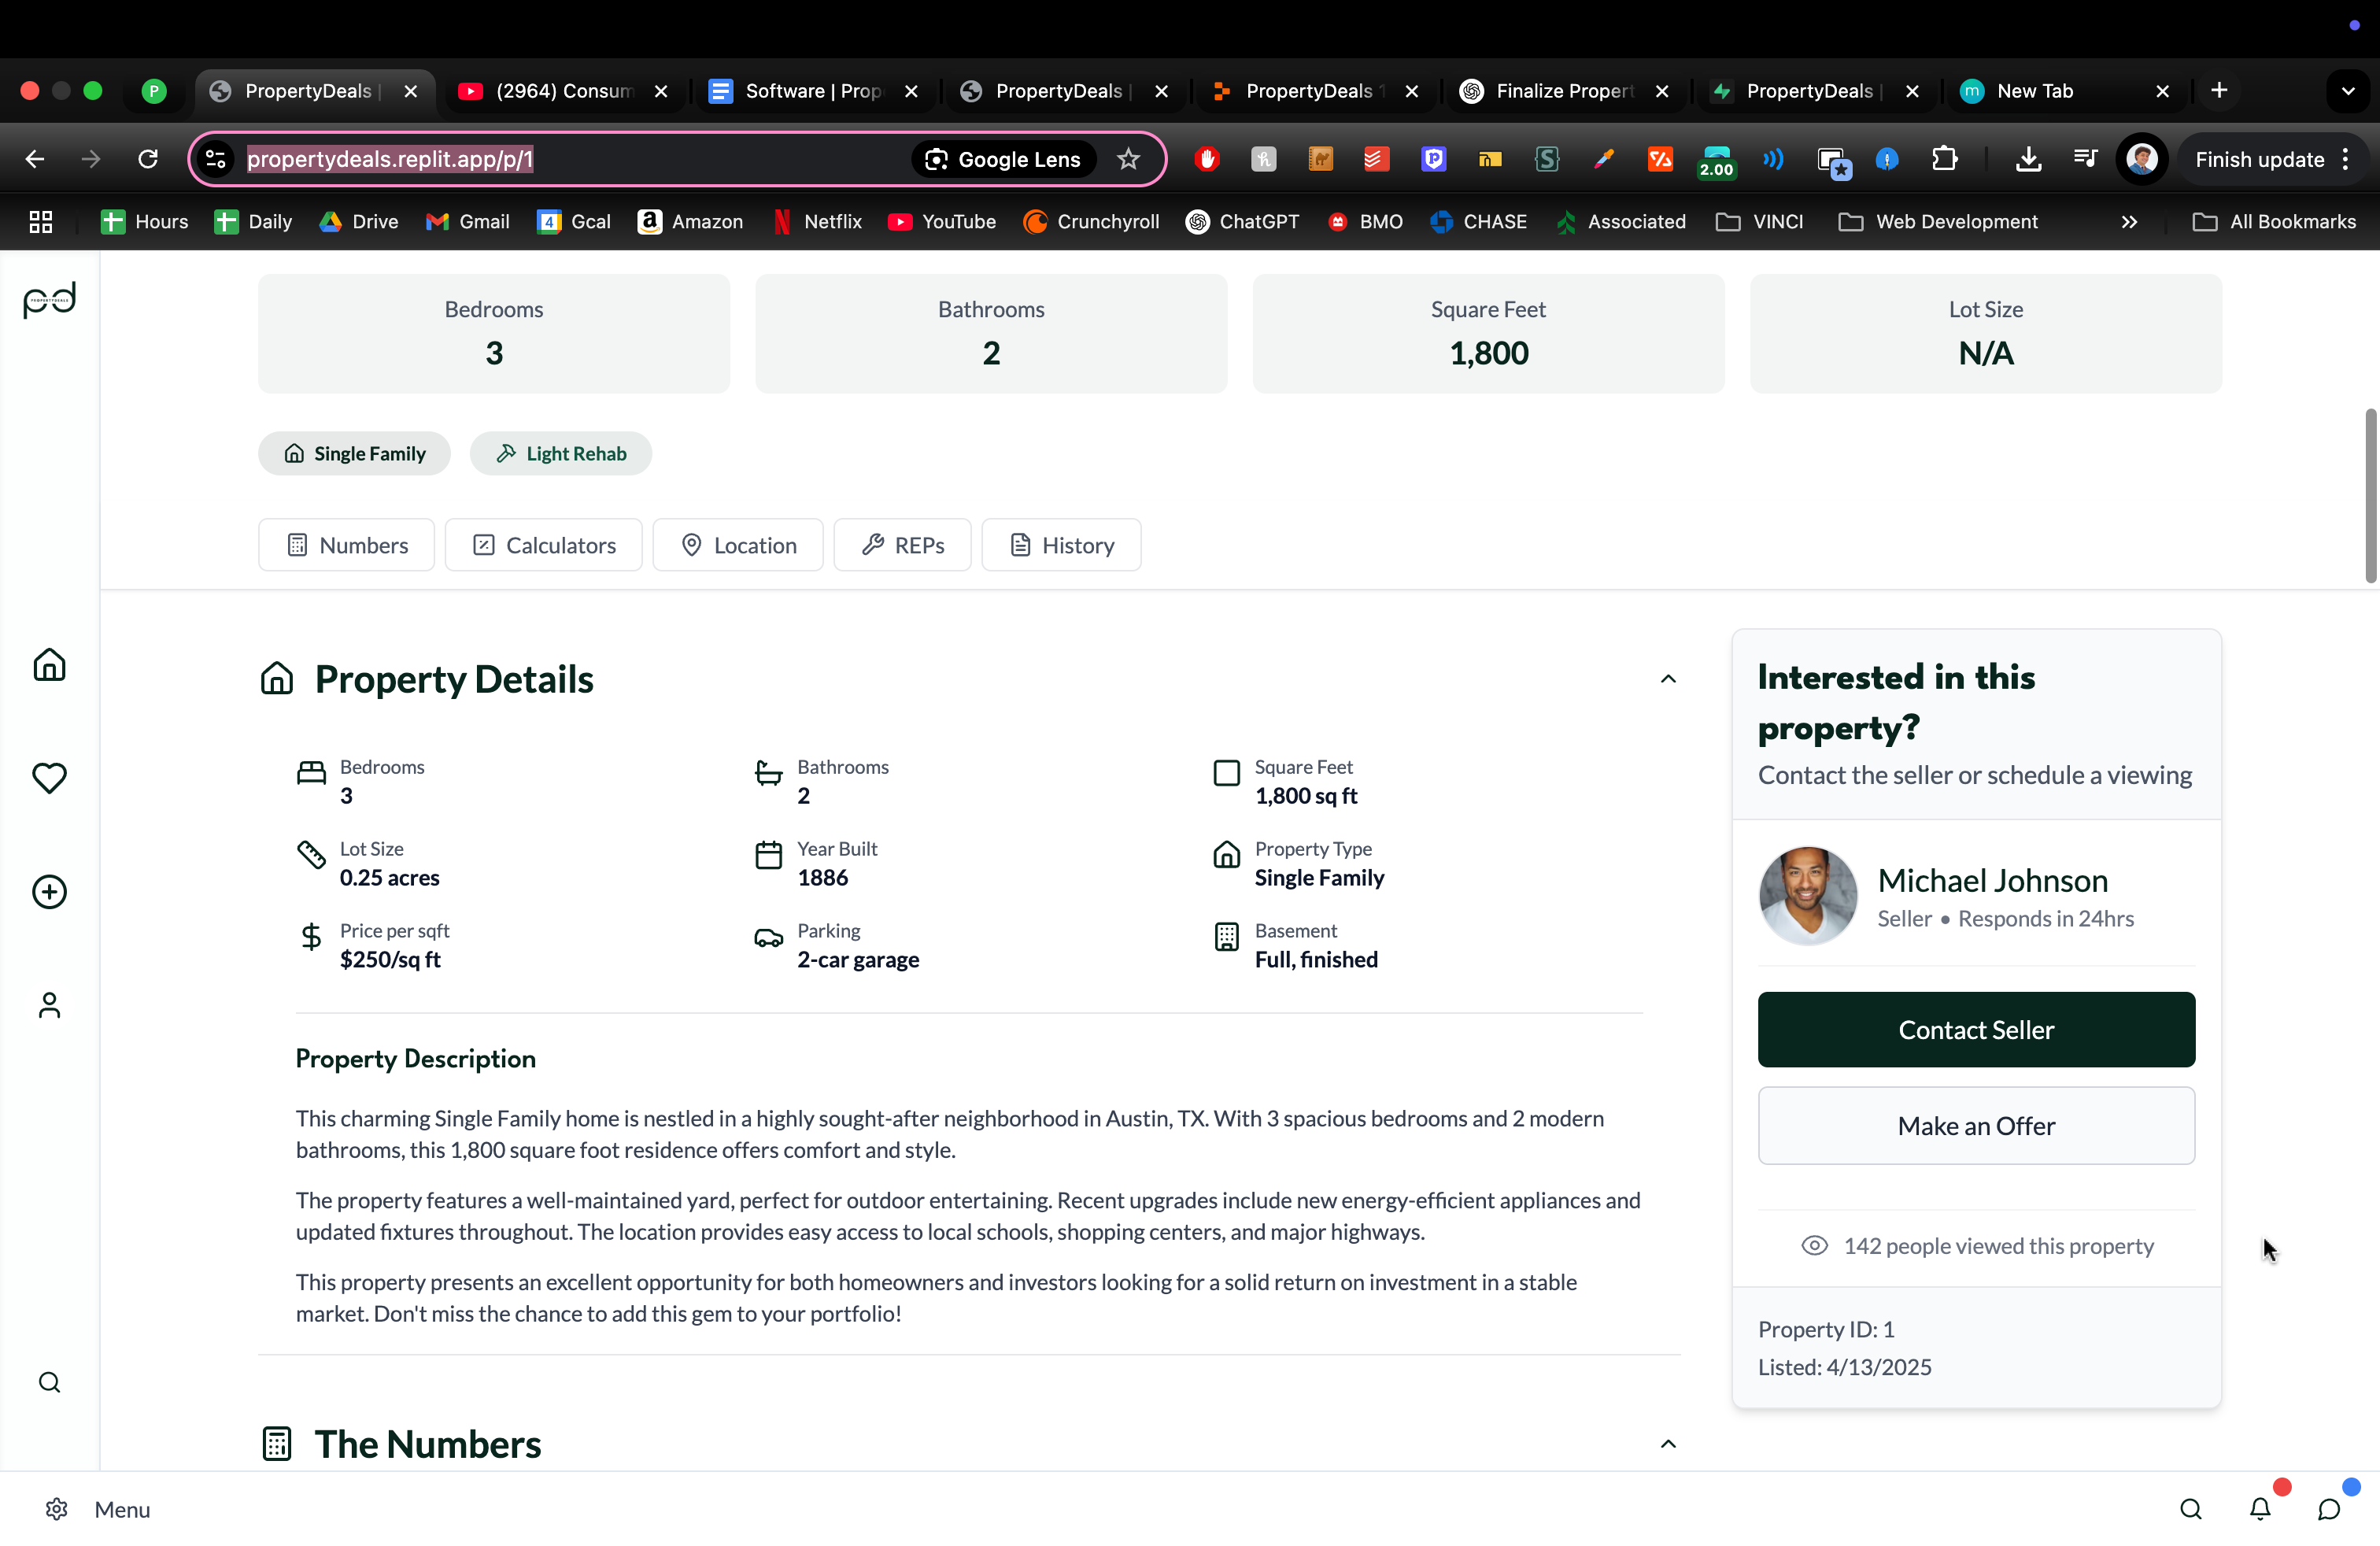 P
PropertyDeals |
(2964) Consum
Software | Prop
PropertyDeals |
PropertyDeals 1
Finalize Propert
PropertyDeals |
m
New Tab
propertydeals.replit.app/p/1
Google Lens
2.00
Finish update
Hours
Daily
Drive
Gmail
4
Gcal
Amazon
Netflix
YouTube
Crunchyroll
ChatGPT
BMO
CHASE
Associated
VINCI
Web Development
All Bookmarks
pd
Bedrooms
3
Bathrooms
2
Square Feet
1,800
Lot Size
N/A
Single Family
Light Rehab
Numbers
Calculators
Location
REPs
History
Property Details
Bedrooms
3
Bathrooms
2
Square Feet
1,800 sq ft
Lot Size
0.25 acres
Year Built
1886
Property Type
Single Family
Price per sqft
$250/sq ft
Parking
2-car garage
Basement
Full, finished
Property Description
This charming Single Family home is nestled in a highly sought-after neighborhood in Austin, TX. With 3 spacious bedrooms and 2 modern
bathrooms, this 1,800 square foot residence offers comfort and style.
The property features a well-maintained yard, perfect for outdoor entertaining. Recent upgrades include new energy-efficient appliances and
updated fixtures throughout. The location provides easy access to local schools, shopping centers, and major highways.
This property presents an excellent opportunity for both homeowners and investors looking for a solid return on investment in a stable
market. Don't miss the chance to add this gem to your portfolio!
The Numbers
Interested in this
property?
Contact the seller or schedule a viewing
Michael Johnson
Seller • Responds in 24hrs
Contact Seller
Make an Offer
142 people viewed this property
Property ID: 1
Listed: 4/13/2025
Menu